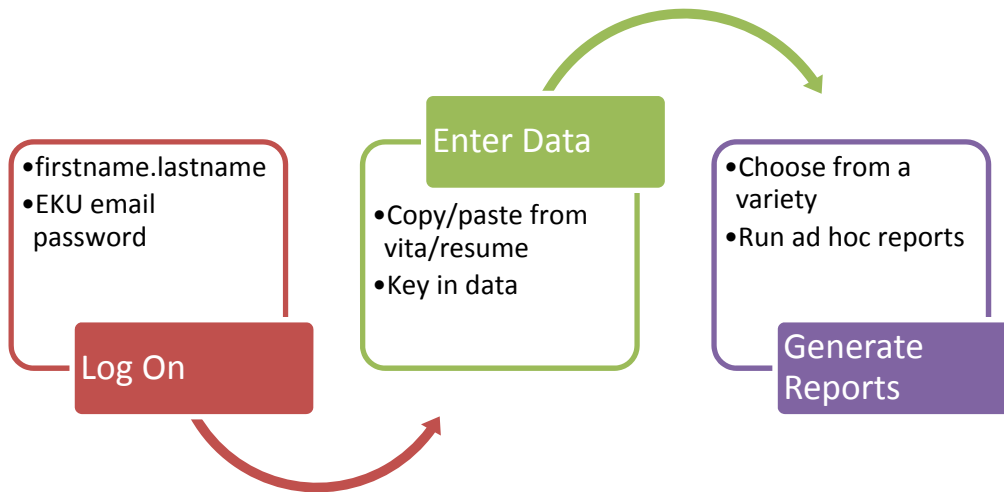 •firstname.lastname
•EKU email
password
Log On
Enter Data
•Copy/paste from
vita/resume
•Key in data
•Choose from a
variety
•Run ad hoc reports
Generate
Reports